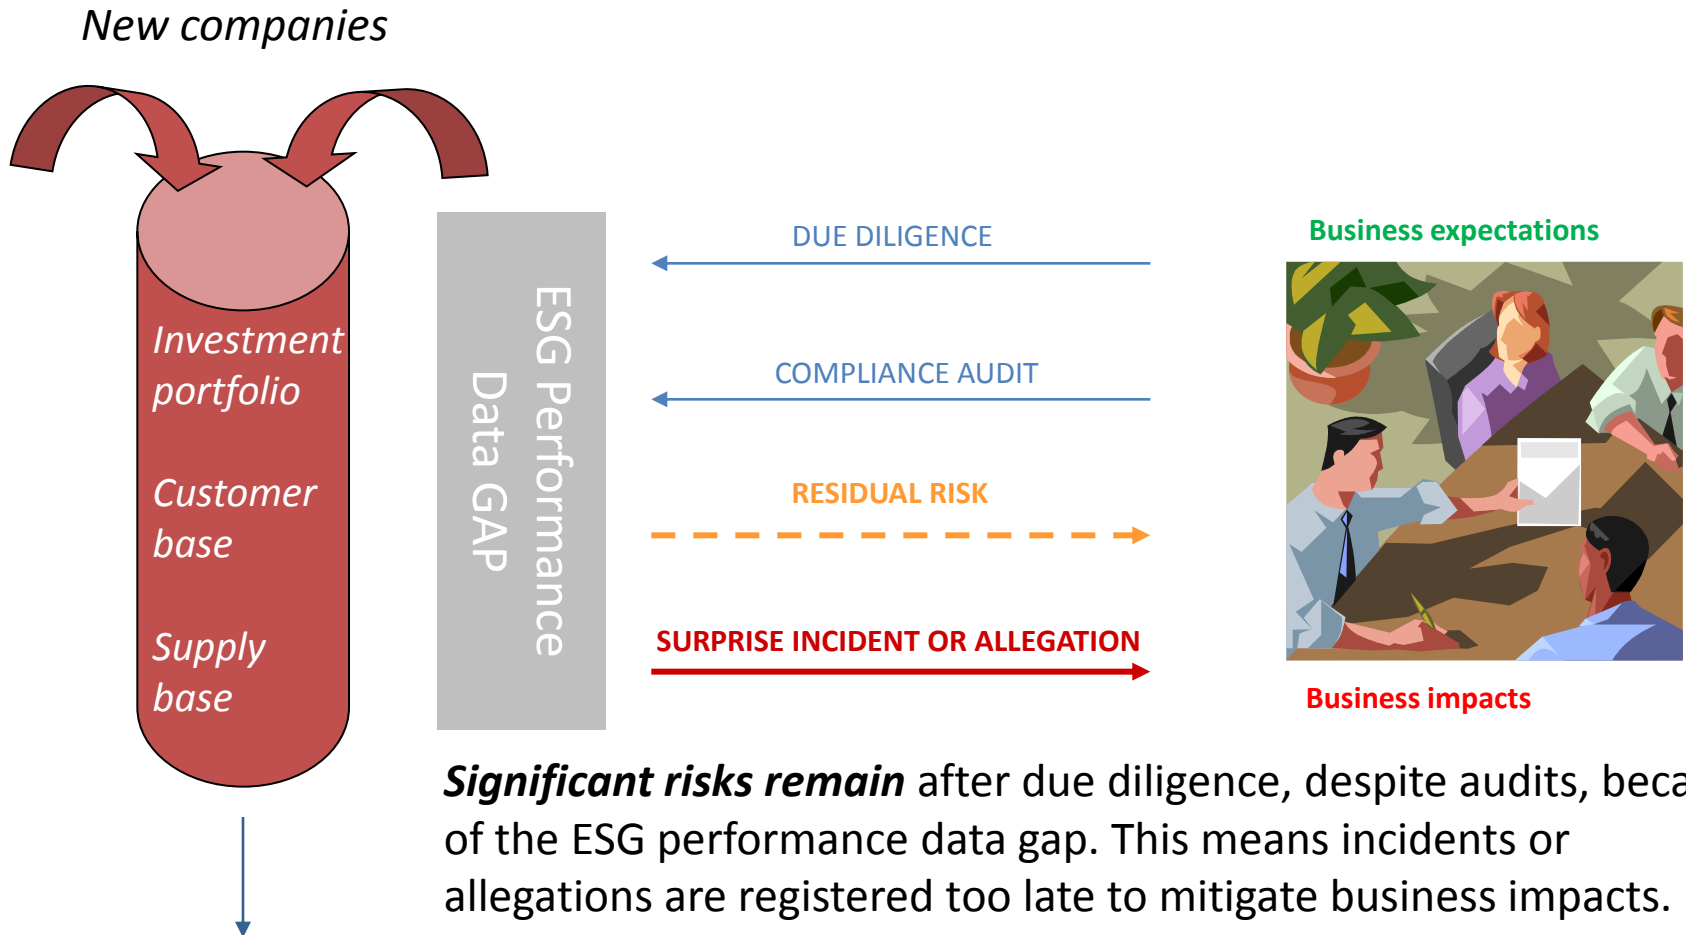 New companies
Investment
portfolio
Customer
base
Supply
base
ESG Performance
Data GAP
DUE DILIGENCE
COMPLIANCE AUDIT
RESIDUAL RISK
SURPRISE INCIDENT OR ALLEGATION
Business expectations
Business impacts
Significant risks remain after due diligence, despite audits, beca
of the ESG performance data gap. This means incidents or
allegations are registered too late to mitigate business impacts.